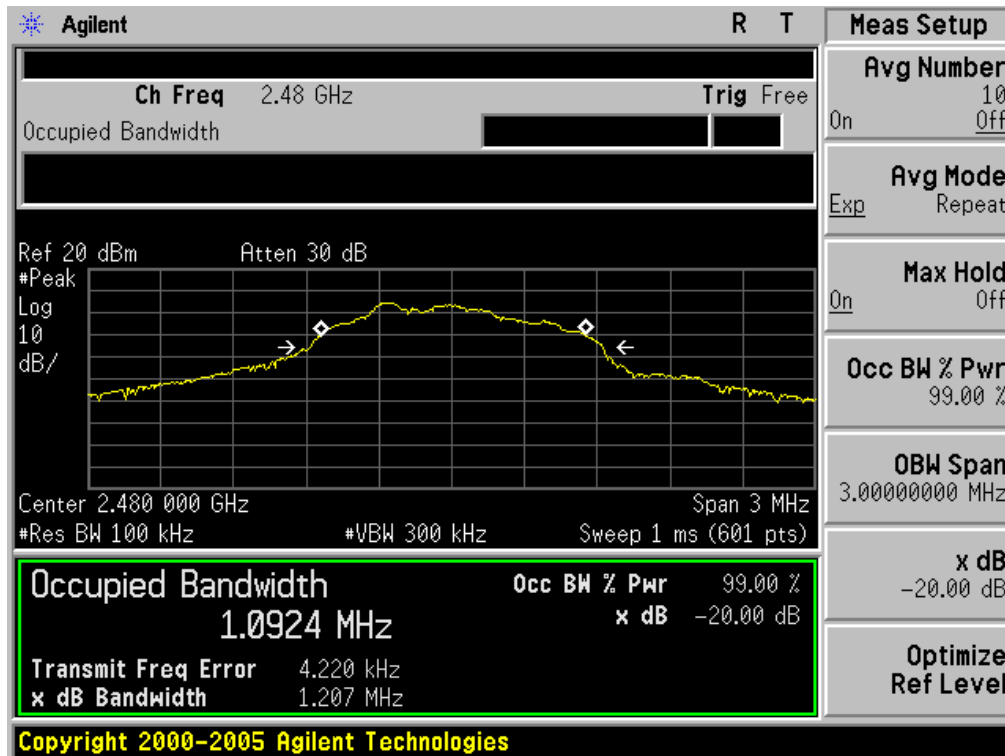 Agilent R T
Ch Freq 2.48 GHz Trig Free
Occupied Bandwidth
Ref 20 dBm Atten 30 dB
#Peak
Log
10
dB/
Center 2.480 000 GHz Span 3 MHz
#Res BW 100 kHz #VBW 300 kHz Sweep 1 ms (601 pts)
Occupied Bandwidth Occ BW % Pwr 99.00 %
1.0924 MHz x dB -20.00 dB
Transmit Freq Error 4.220 kHz
x dB Bandwidth 1.207 MHz
Copyright 2000-2005 Agilent Technologies
Meas Setup
Avg Number
10
On Off
Avg Mode
Exp Repeat
Max Hold
On Off
Occ BW % Pwr
99.00 %
OBW Span
3.00000000 MHz
x dB
-20.00 dB
Optimize
Ref Level